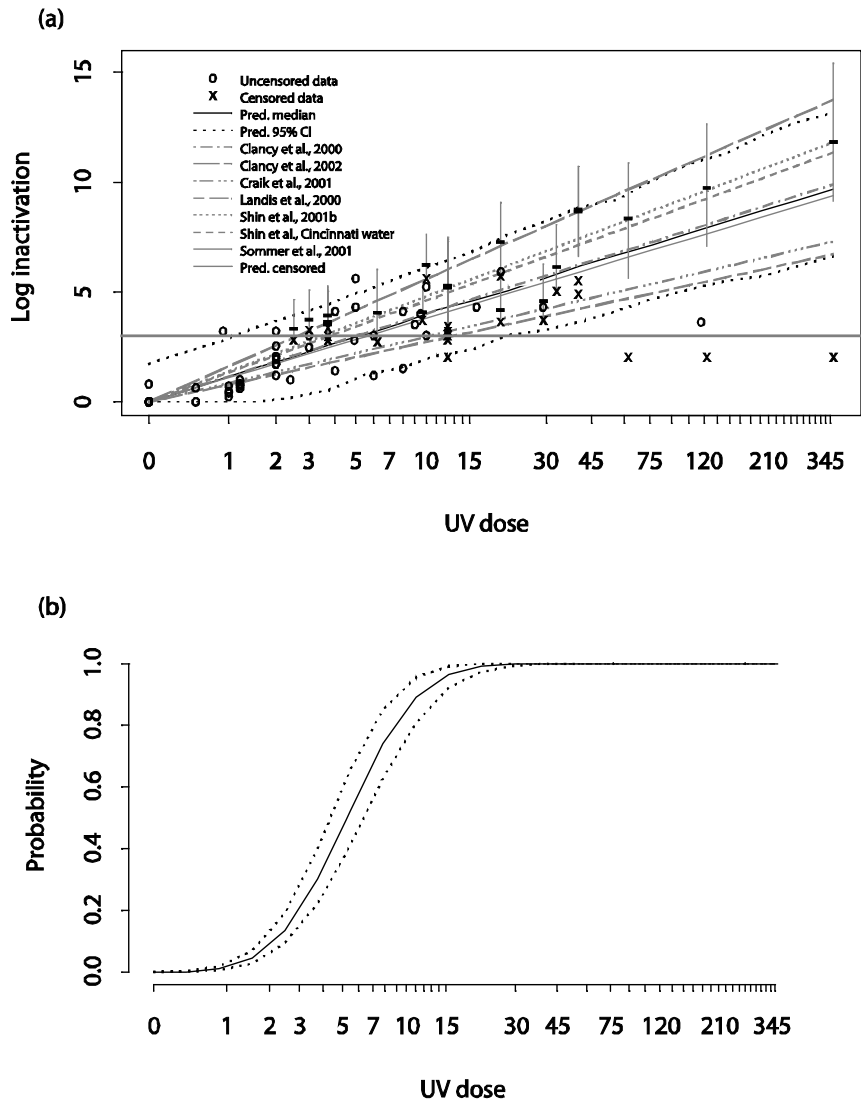 (a)
15
10
5
0
Log inactivation
o Uncensored data
x Censored data
Pred. median
Pred. 95% CI
Clancy et al., 2000
Clancy et al., 2002
Craik et al., 2001
Landis et al., 2000
Shin et al., 2001b
Shin et al., Cincinnati water
Sommer et al., 2001
Pred. censored
0 1 2 3 5 7 10 15 30 45 75 120 210 345
UV dose
(b)
1.0
0.8
0.6
0.4
0.2
0.0
Probability
0 1 2 3 5 7 10 15 30 45 75 120 210 345
UV dose